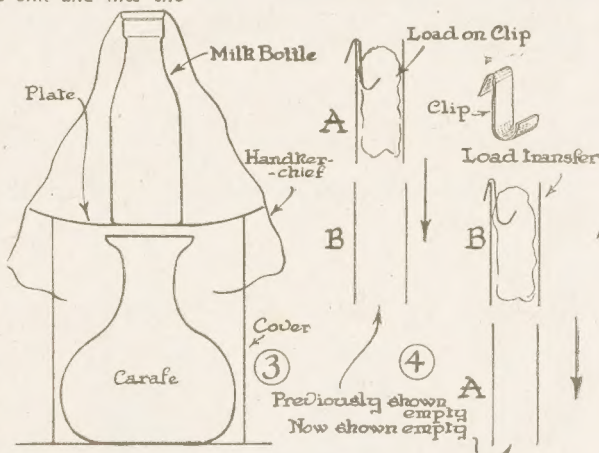 Milk Bottle
Plate
Handker-
-chief
Cover
Carafe
3
Load on Clip
A
Clip
Load transfer
B
B
4
A
Previously shown
empty
Now shown empty